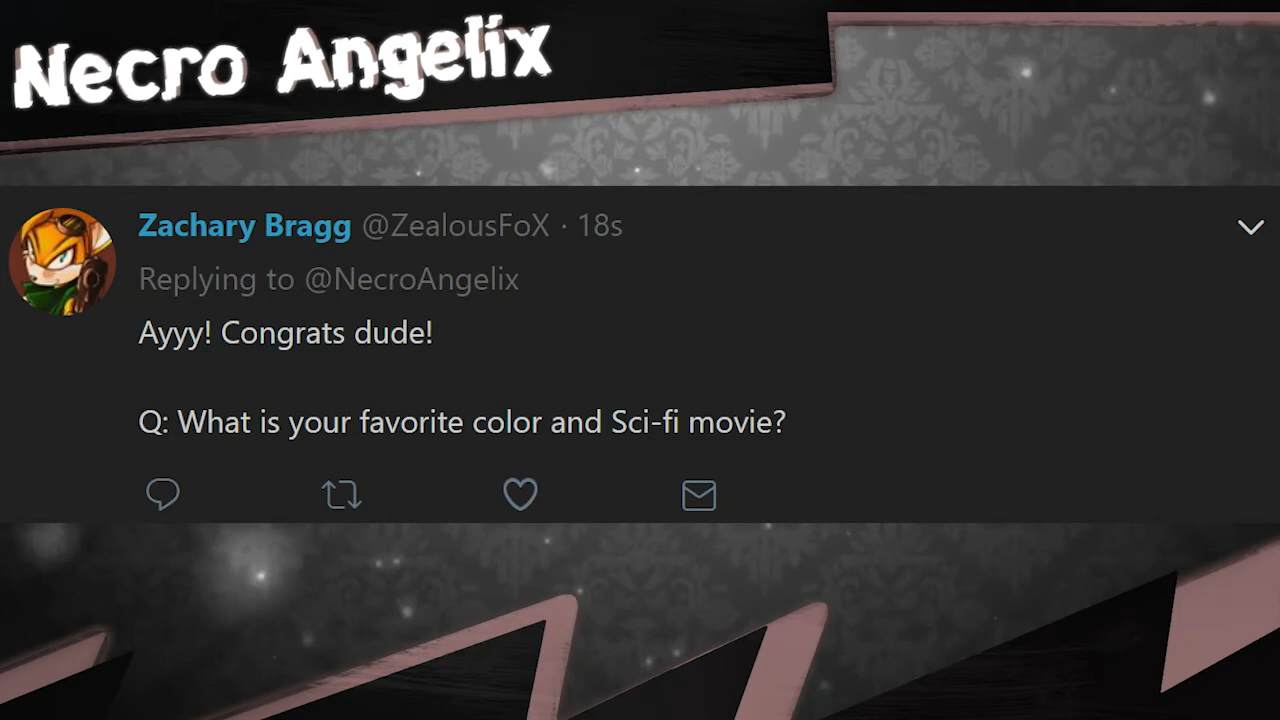 Necro Angelix
Zachary Bragg @ZealousFoX · 18s
Replying to @NecroAngelix
Ayyy! Congrats dude!
Q: What is your favorite color and Sci-fi movie?